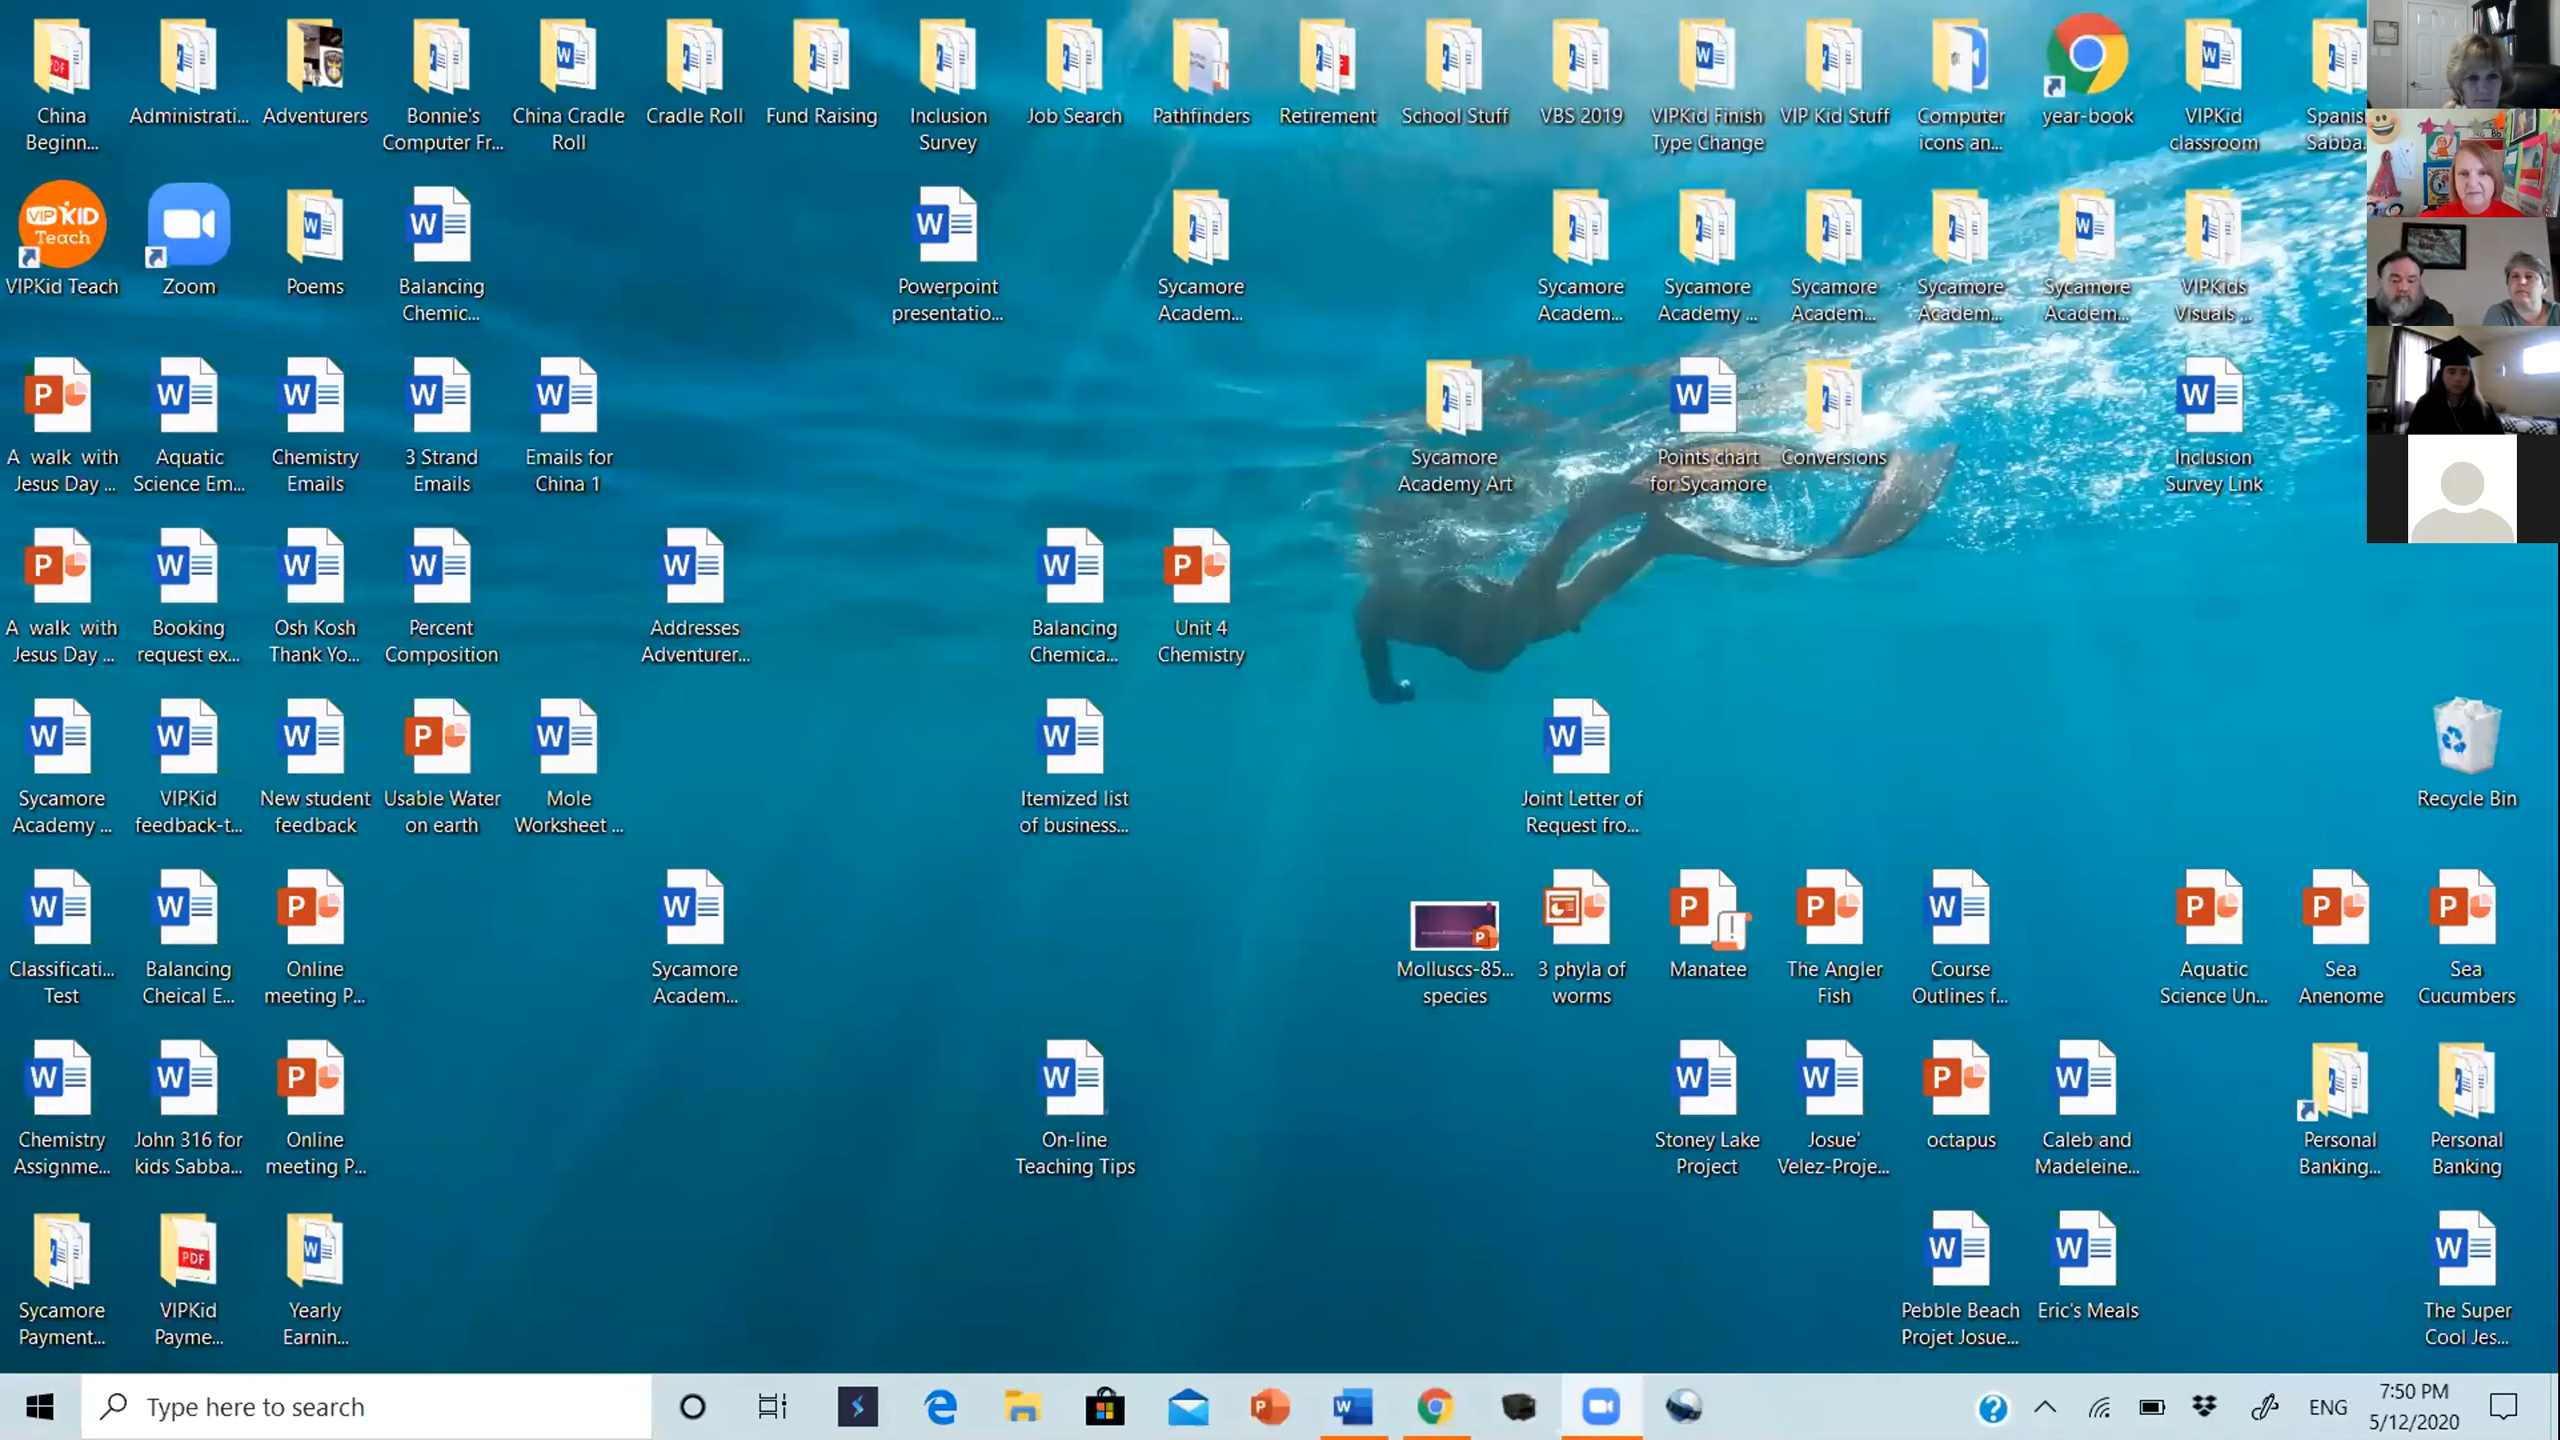 China
Beginn...
Administrati...
Adventurers
Bonnie's
Computer Fr...
China Cradle
Roll
Cradle Roll
Fund Raising
Inclusion
Survey
Job Search
Pathfinders
Retirement
School Stuff
VBS 2019
VIPKid Finish
Type Change
VIP Kid Stuff
Computer
icons an...
year-book
VIPKid
classroom
Spanis
Sabba.
VIP KID
Teach
VIPKid Teach
Zoom
Poems
Balancing
Chemic...
Powerpoint
presentatio...
Sycamore
Academ...
Sycamore
Academ...
Sycamore
Academy ...
Sycamore
Academ...
Sycamore
Academ...
Sycamore
Academ...
VIPKids
Visuals ...
A walk with
Jesus Day ...
Aquatic
Science Em...
Chemistry
Emails
3 Strand
Emails
Emails for
China 1
Sycamore
Academy Art
Points chart
for Sycamore
Conversions
Inclusion
Survey Link
A walk with
Jesus Day ...
Booking
request ex...
Osh Kosh
Thank Yo...
Percent
Composition
Addresses
Adventurer...
Balancing
Chemica...
Unit 4
Chemistry
Sycamore
Academy ...
VIPKid
feedback-t...
New student
feedback
Usable Water
on earth
Mole
Worksheet ...
Itemized list
of business...
Joint Letter of
Request fro...
Recycle Bin
Classificati...
Test
Balancing
Cheical E...
Online
meeting P...
Sycamore
Academ...
Molluscs-85...
species
3 phyla of
worms
Manatee
The Angler
Fish
Course
Outlines f...
Aquatic
Science Un...
Sea
Anenome
Sea
Cucumbers
Chemistry
Assignme...
John 316 for
kids Sabba...
Online
meeting P...
On-line
Teaching Tips
Stoney Lake
Project
Josue'
Velez-Proje...
octapus
Caleb and
Madeleine...
Personal
Banking...
Personal
Banking
Sycamore
Payment...
PDF
VIPKid
Payme...
Yearly
Earnin...
Pebble Beach
Projet Josue...
Eric's Meals
The Super
Cool Jes...
Type here to search
ENG
7:50 PM
5/12/2020